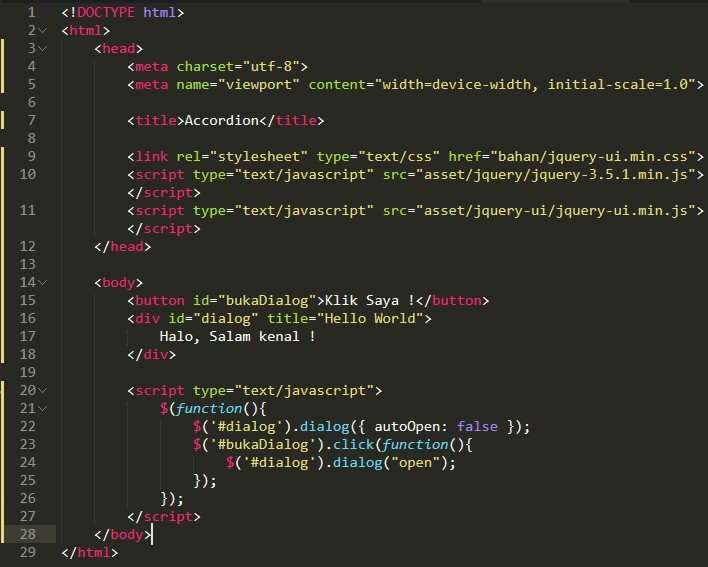 1 <!DOCTYPE html>
2 <html>
3     <head>
4         <meta charset="utf-8">
5         <meta name="viewport" content="width=device-width, initial-scale=1.0">
6
7         <title>Accordion</title>
8
9         <link rel="stylesheet" type="text/css" href="bahan/jquery-ui.min.css">
10         <script type="text/javascript" src="asset/jquery/jquery-3.5.1.min.js">
        </script>
11         <script type="text/javascript" src="asset/jquery-ui/jquery-ui.min.js">
        </script>
12     </head>
13
14     <body>
15         <button id="bukaDialog">Klik Saya !</button>
16         <div id="dialog" title="Hello World">
17             Halo, Salam kenal !
18         </div>
19
20         <script type="text/javascript">
21             $(function(){
22                 $('#dialog').dialog({ autoOpen: false });
23                 $('#bukaDialog').click(function(){
24                     $('#dialog').dialog("open");
25                 });
26             });
27         </script>
28     </body>
29 </html>